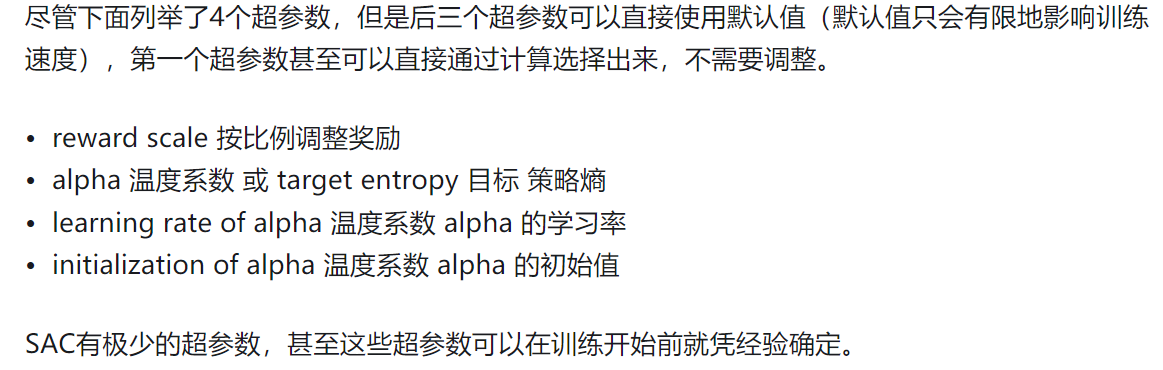 尽管下面列举了4个超参数，但是后三个超参数可以直接使用默认值（默认值只会有限地影响训练
速度），第一个超参数甚至可以直接通过计算选择出来，不需要调整。
• reward scale 按比例调整奖励
• alpha 温度系数 或 target entropy 目标 策略熵
• learning rate of alpha 温度系数 alpha 的学习率
• initialization of alpha 温度系数 alpha 的初始值
SAC有极少的超参数，甚至这些超参数可以在训练开始前就凭经验确定。